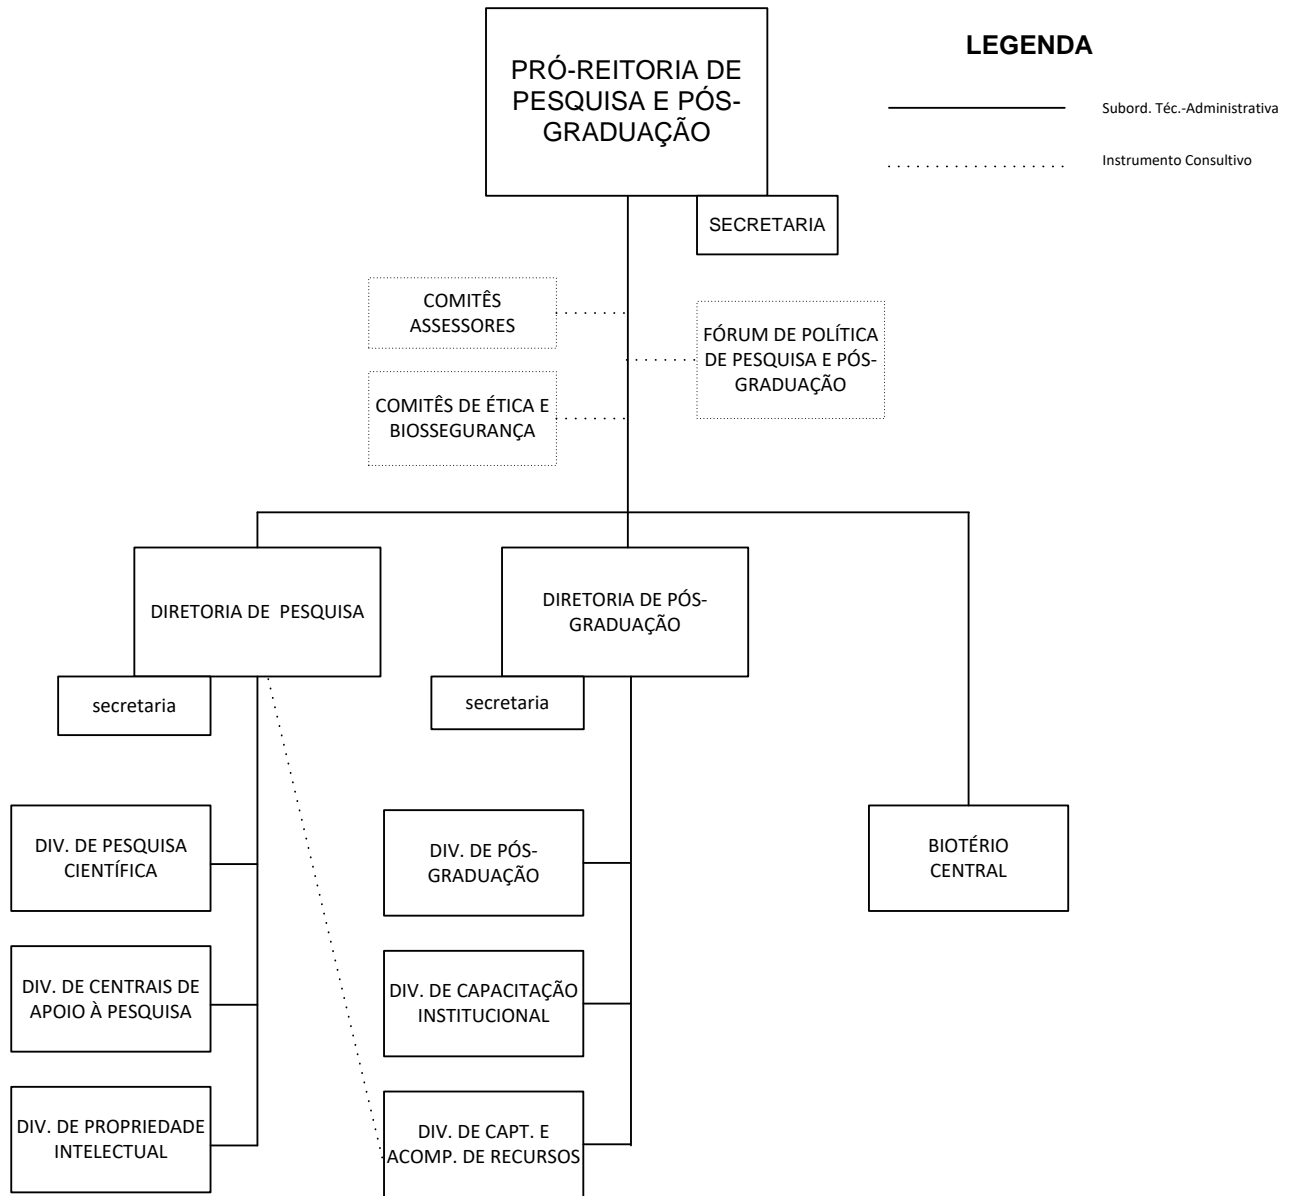 PRÓ-REITORIA DE
PESQUISA E PÓS-
GRADUAÇÃO
LEGENDA
Subord. Téc.-Administrativa
Instrumento Consultivo
SECRETARIA
COMITÊS
ASSESSORES
FÓRUM DE POLÍTICA
DE PESQUISA E PÓS-
GRADUAÇÃO
COMITÊS DE ÉTICA E
BIOSSEGURANÇA
DIRETORIA DE PESQUISA
DIRETORIA DE PÓS-
GRADUAÇÃO
secretaria
secretaria
DIV. DE PESQUISA
CIENTÍFICA
DIV. DE PÓS-
GRADUAÇÃO
BIOTÉRIO
CENTRAL
DIV. DE CENTRAIS DE
APOIO À PESQUISA
DIV. DE CAPACITAÇÃO
INSTITUCIONAL
DIV. DE PROPRIEDADE
INTELECTUAL
DIV. DE CAPT. E
ACOMP. DE RECURSOS